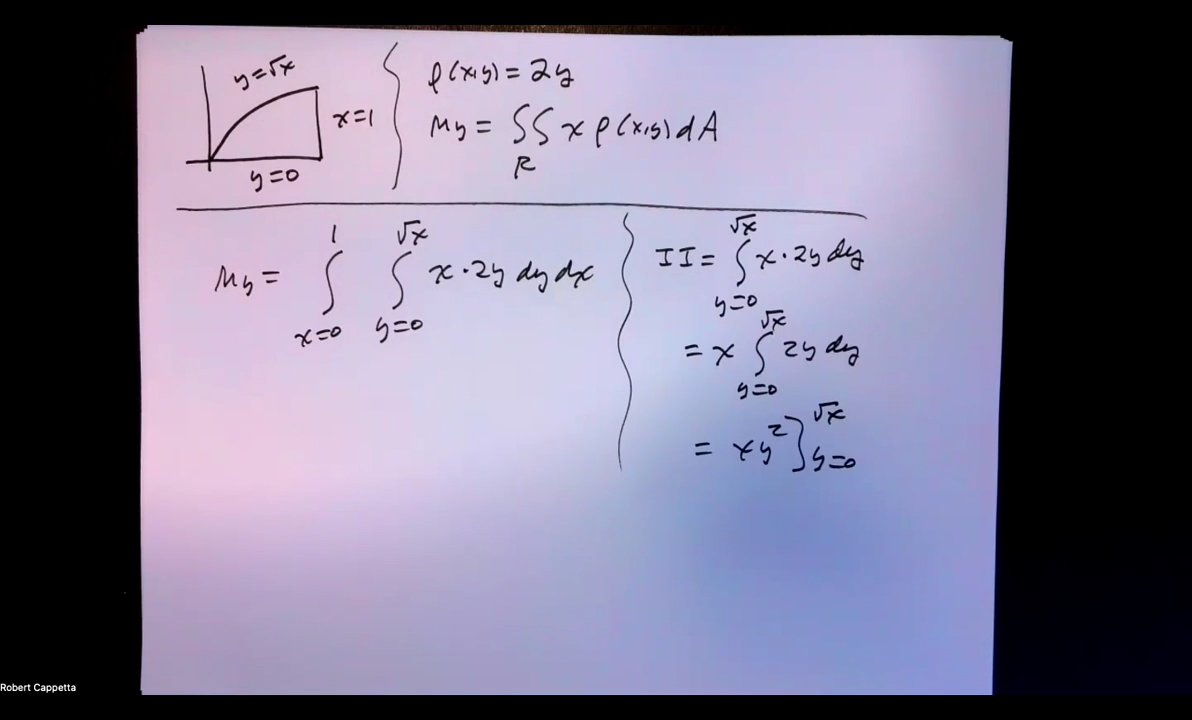 y=√x
x=1
y=0
ρ(x,y) = 2y
My = ∫∫ x ρ(x,y) dA
R
My = ∫ x=0 1 ∫ y=0 √x x·2y dy dx
II = ∫ y=0 √x x·2y dy
= x ∫ y=0 √x 2y dy
= xy² ] y=0 √x
Robert Cappetta